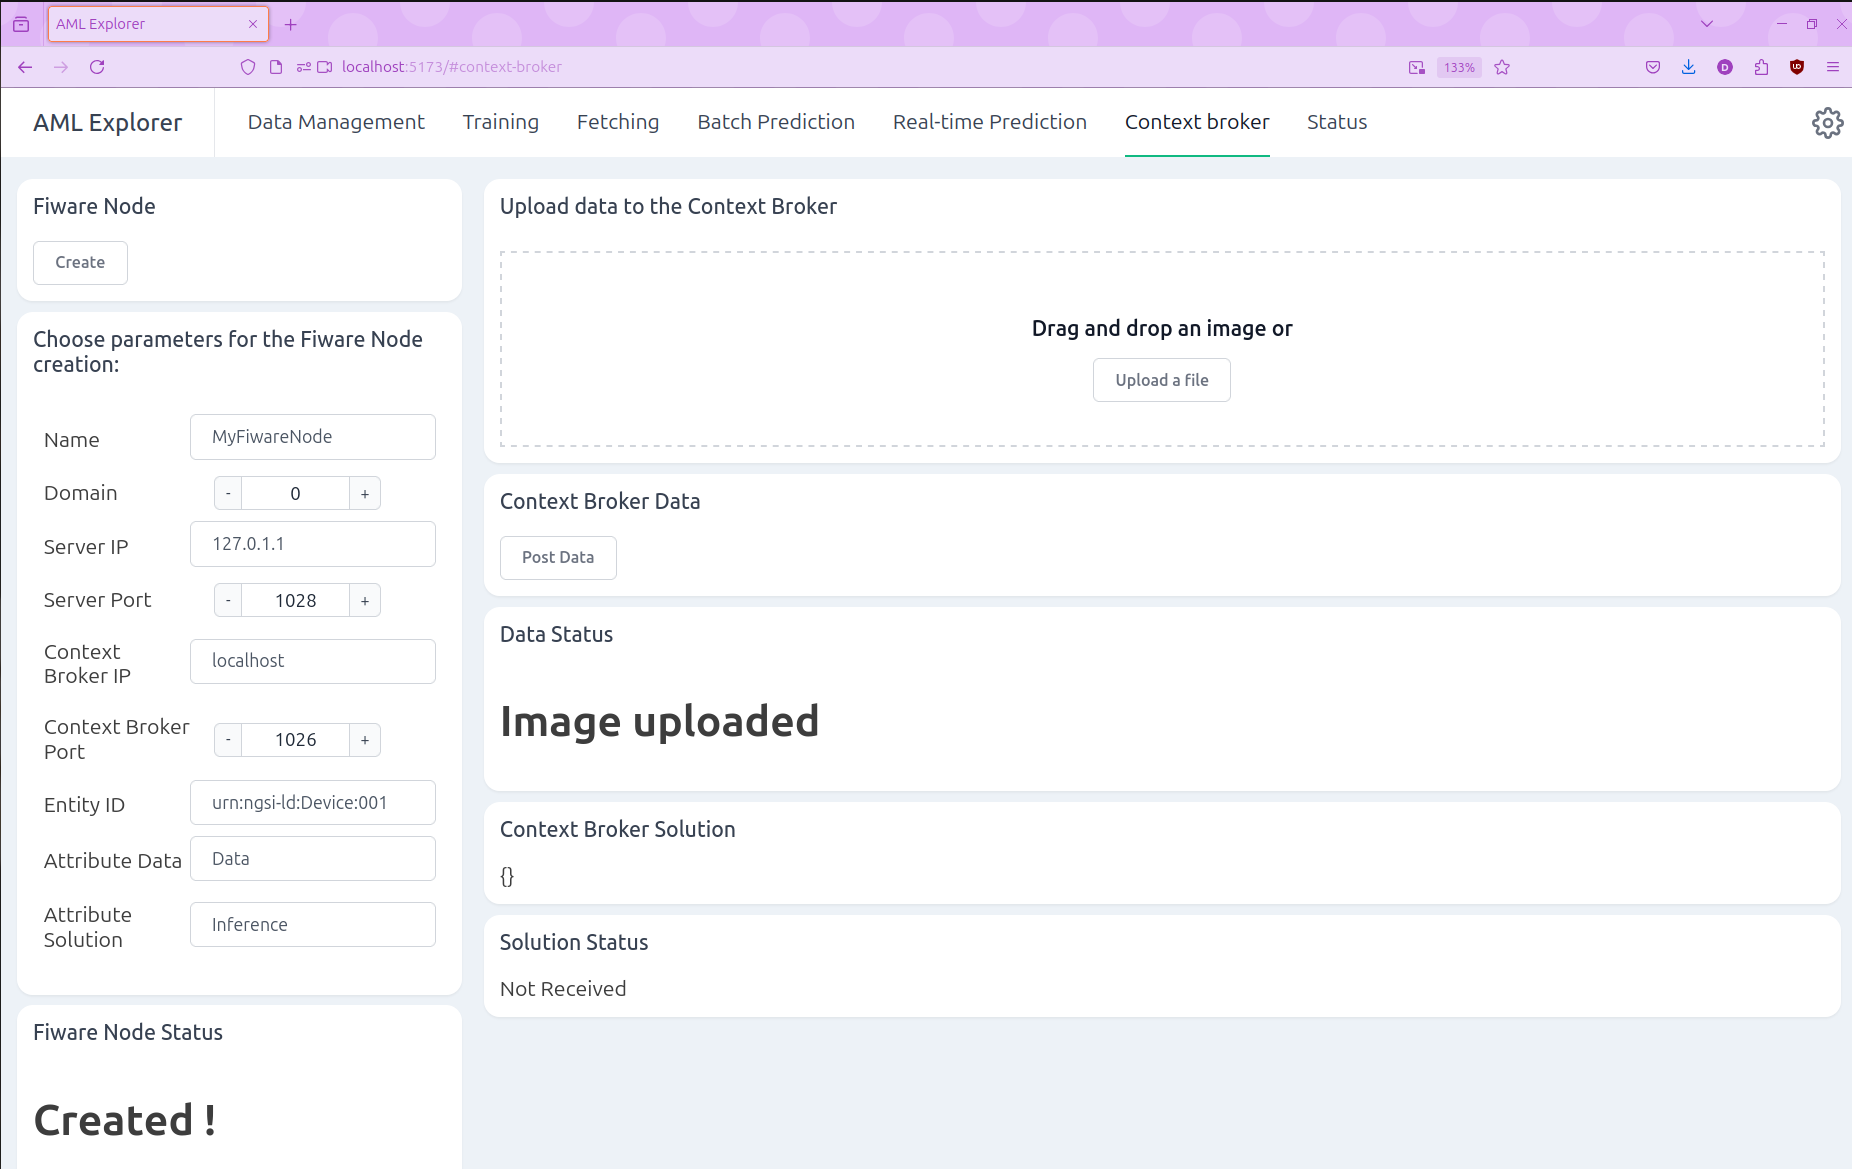 AML Explorer
localhost:5173/#context-broker
133%
D
AML Explorer
Data Management
Training
Fetching
Batch Prediction
Real-time Prediction
Context broker
Status
Fiware Node
Create
Choose parameters for the Fiware Node
creation:
Name
MyFiwareNode
Domain
- 0 +
Server IP
127.0.1.1
Server Port
- 1028 +
Context
Broker IP
localhost
Context Broker
Port
- 1026 +
Entity ID
urn:ngsi-ld:Device:001
Attribute Data
Data
Attribute
Solution
Inference
Fiware Node Status
Created !
Upload data to the Context Broker
Drag and drop an image or
Upload a file
Context Broker Data
Post Data
Data Status
Image uploaded
Context Broker Solution
{}
Solution Status
Not Received